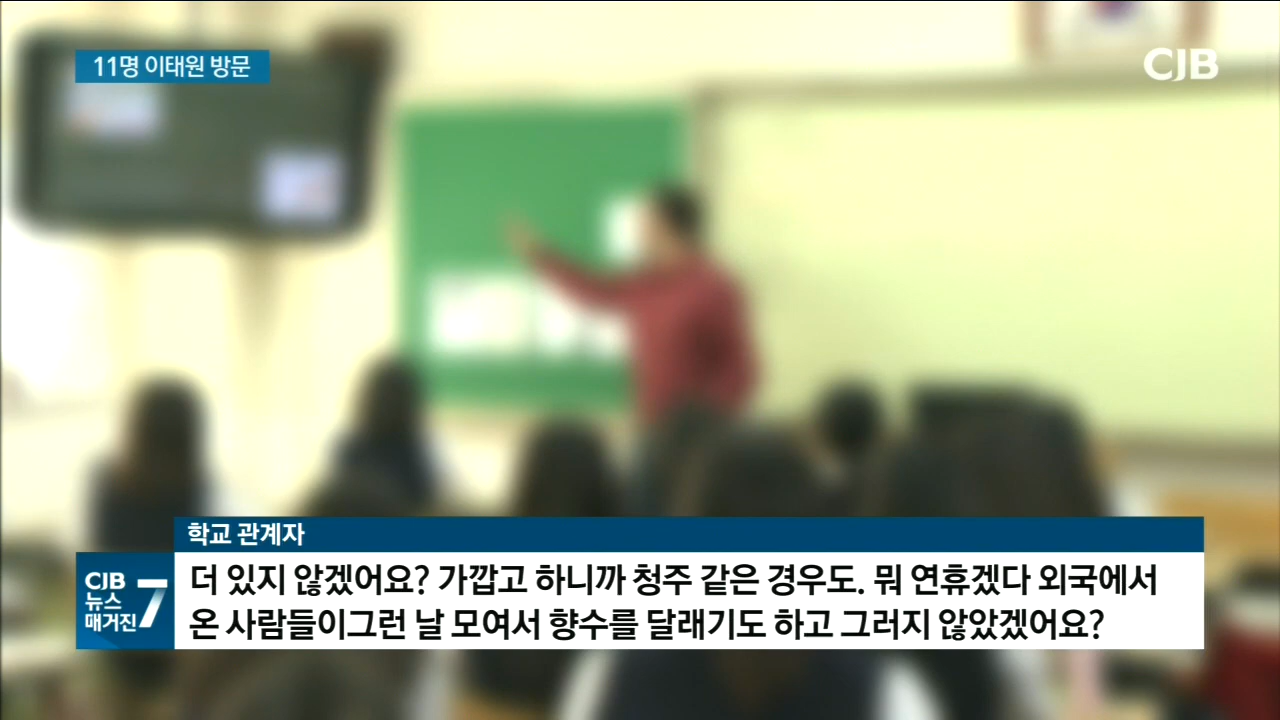 11명 이태원 방문
CJB
학교 관계자
더 있지 않겠어요? 가깝고 하니까 청주 같은 경우도. 뭐 연휴겠다 외국에서
온 사람들이그런 날 모여서 향수를 달래기도 하고 그러지 않았겠어요?
CJB
뉴스
매거진
7